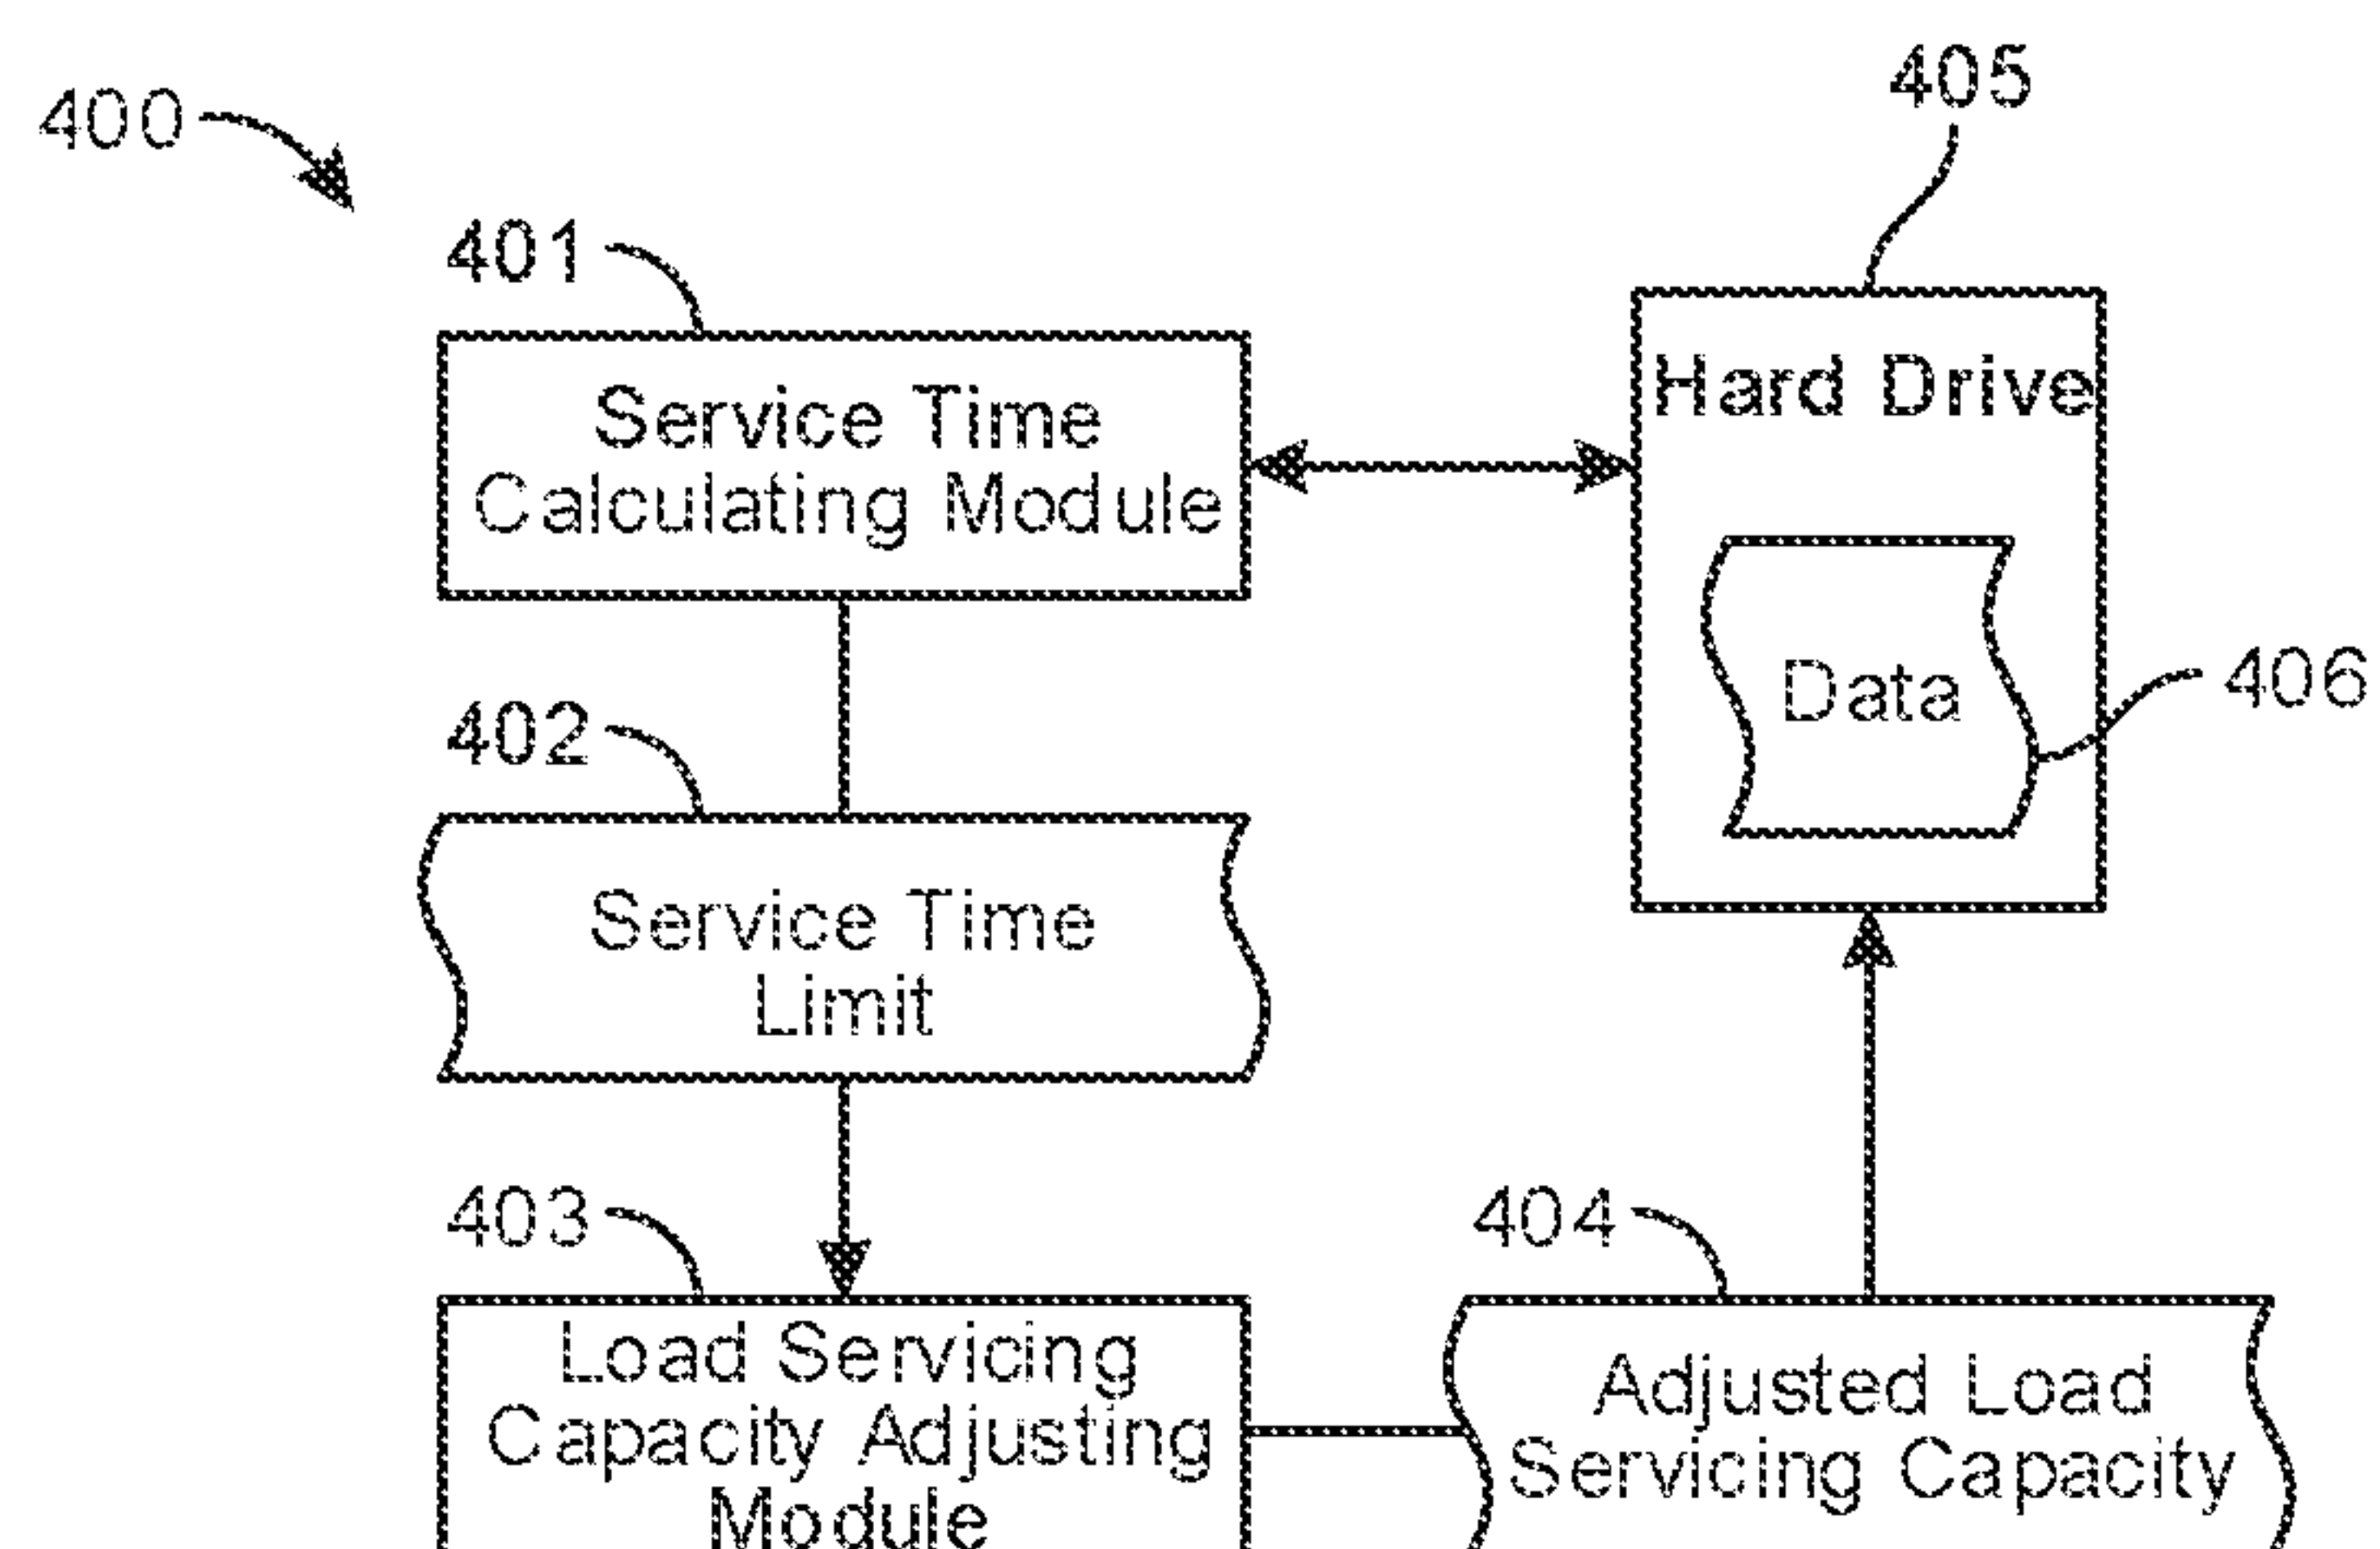 400
405
401
Hard Drive
Service Time
Calculating Module
Data
406
402
Service Time
Limit
403
404
Load Servicing
Capacity Adjusting
Module
Adjusted Load
Servicing Capacity